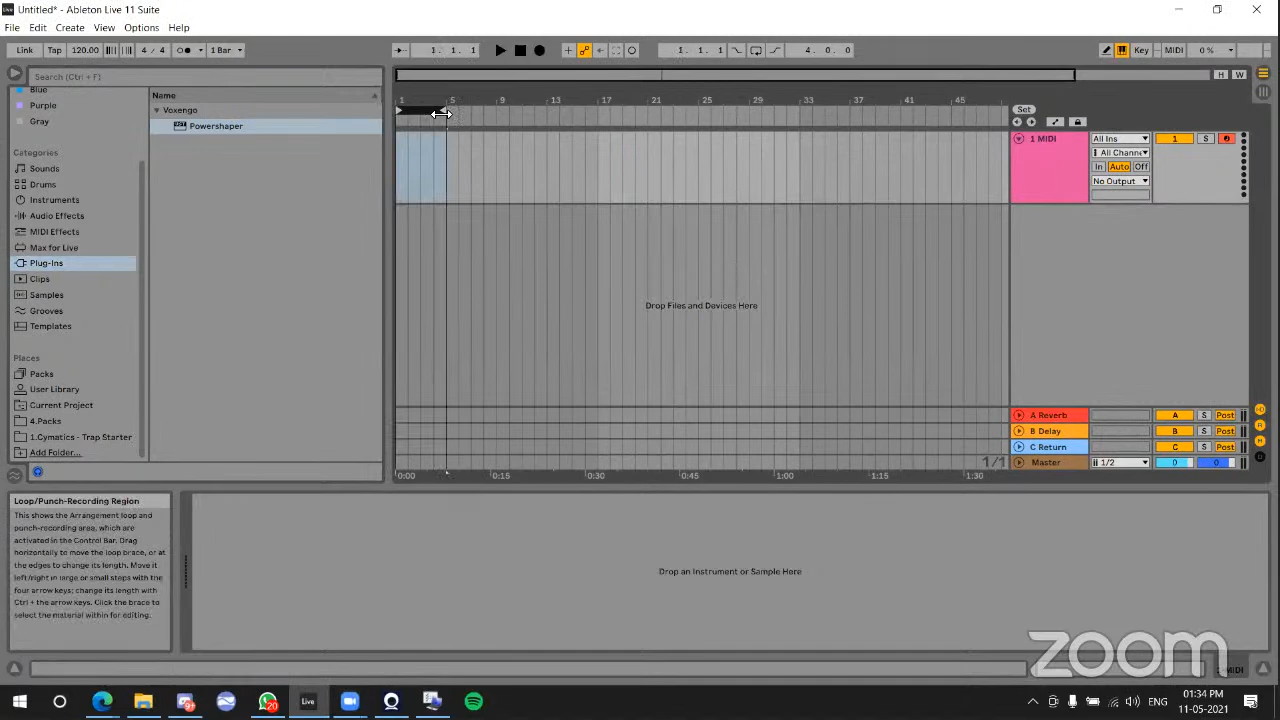 Untitled* - Ableton Live 11 Suite
File Edit Create View Options Help
Link Tap 120.00 4 / 4 1 Bar 1. 1. 1 1. 1. 1 4. 0. 0 Key MIDI 0 %
Search (Ctrl + F)
H W
Blue
Purple
Gray
Categories
Sounds
Drums
Instruments
Audio Effects
MIDI Effects
Max for Live
Plug-Ins
Clips
Samples
Grooves
Templates
Places
Packs
User Library
Current Project
4.Packs
1.Cymatics - Trap Starter
Add Folder...
Name
Voxengo
Powershaper
1 5 9 13 17 21 25 29 33 37 41 45
Set
1 MIDI
All Ins
All Chann
In Auto Off
No Output
1 S
Drop Files and Devices Here
A Reverb A S Post
B Delay B S Post
C Return C S Post
1/1
Master 1/2 0 0
0:00 0:15 0:30 0:45 1:00 1:15 1:30
Loop/Punch-Recording Region
This shows the Arrangement loop and
punch-recording area, which are
activated in the Control Bar. Drag
horizontally to move the loop brace, or at
the edges to change its length. Move it
left/right in large or small steps with the
four arrow keys; change its length with
Ctrl + the arrow keys. Click the brace to
select the material within for editing.
Drop an Instrument or Sample Here
zoom
1-MIDI
Live
20
ENG
01:34 PM
11-05-2021